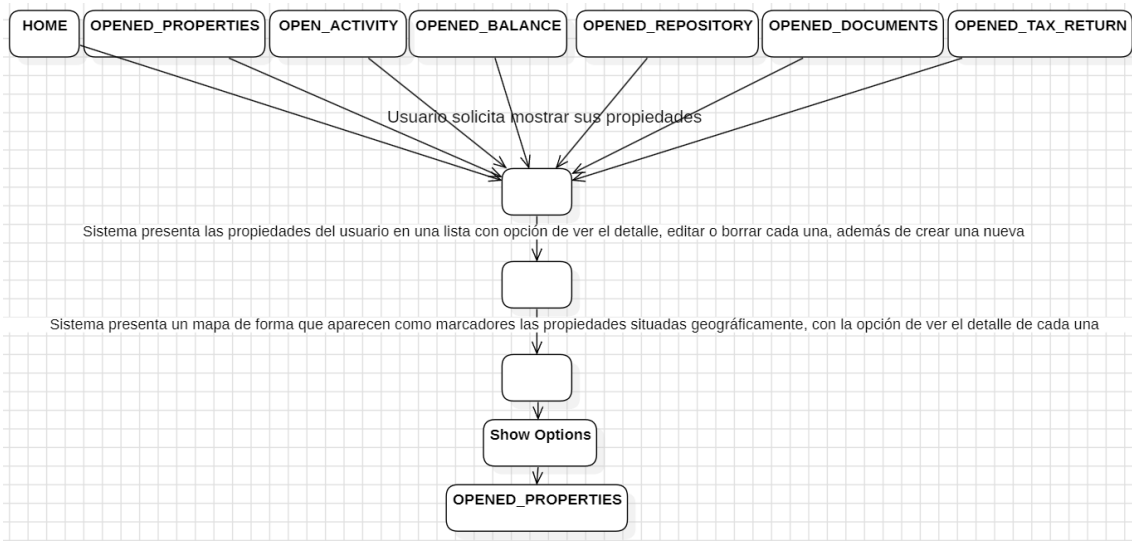 HOME OPENED_PROPERTIES OPEN_ACTIVITY OPENED_BALANCE OPENED_REPOSITORY OPENED_DOCUMENTS OPENED_TAX_RETURN
Usuario solicita mostrar sus propiedades
Sistema presenta las propiedades del usuario en una lista con opción de ver el detalle, editar o borrar cada una, además de crear una nueva
Sistema presenta un mapa de forma que aparecen como marcadores las propiedades situadas geográficamente, con la opción de ver el detalle de cada una
Show Options
OPENED_PROPERTIES